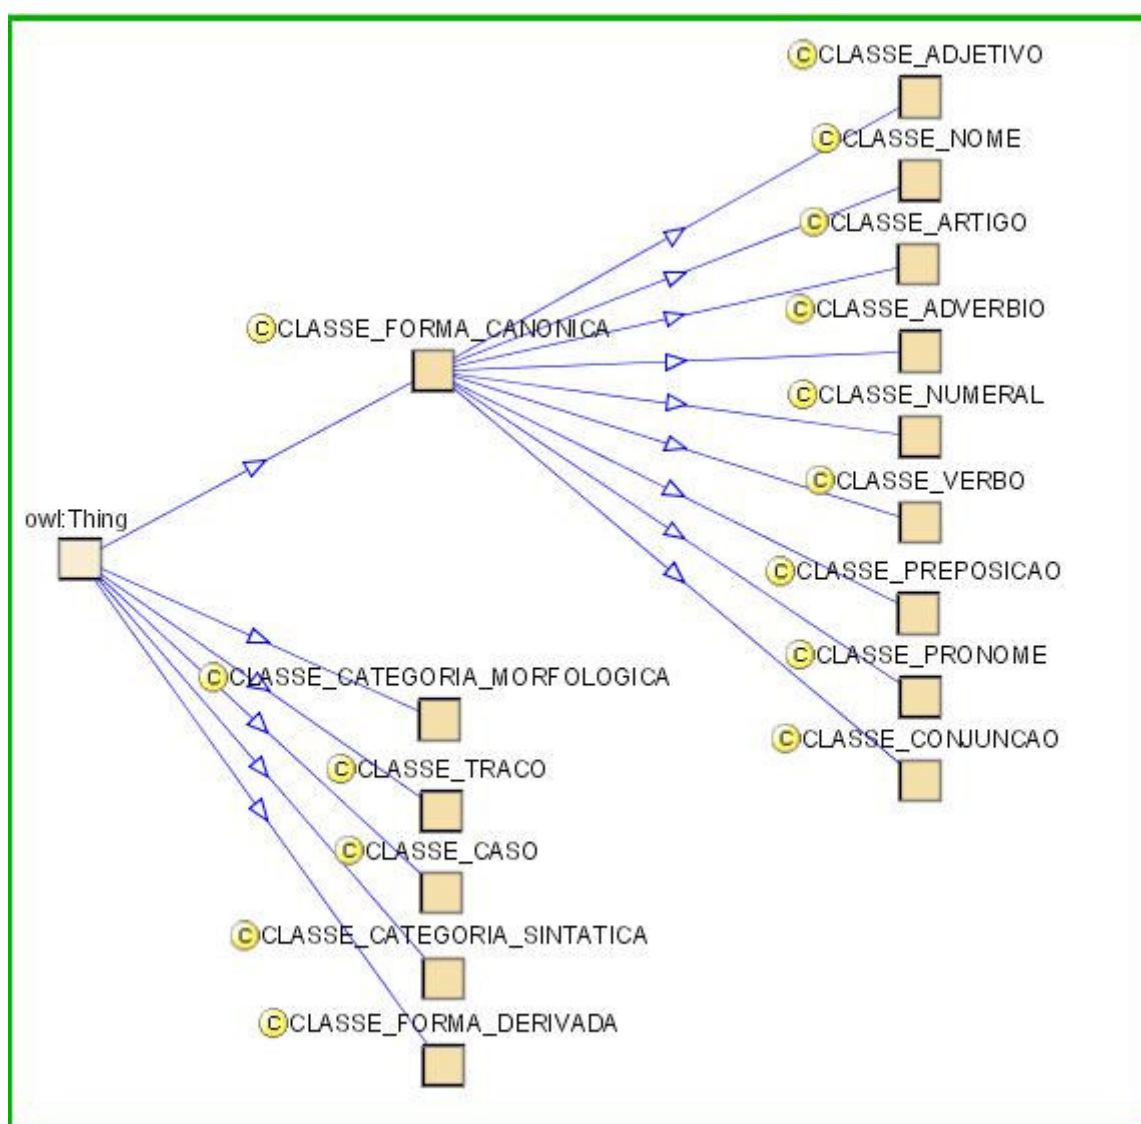 CLASSE_ADJETIVO
CLASSE_NOME
CLASSE_ARTIGO
CLASSE_ADVERBIO
CLASSE_FORMA_CANONICA
CLASSE_NUMERAL
CLASSE_VERBO
owl:Thing
CLASSE_PREPOSICAO
CLASSE_PRONOME
CLASSE_CATEGORIA_MORFOLOGICA
CLASSE_CONJUNCAO
CLASSE_TRACO
CLASSE_CASO
CLASSE_CATEGORIA_SINTATICA
CLASSE_FORMA_DERIVADA